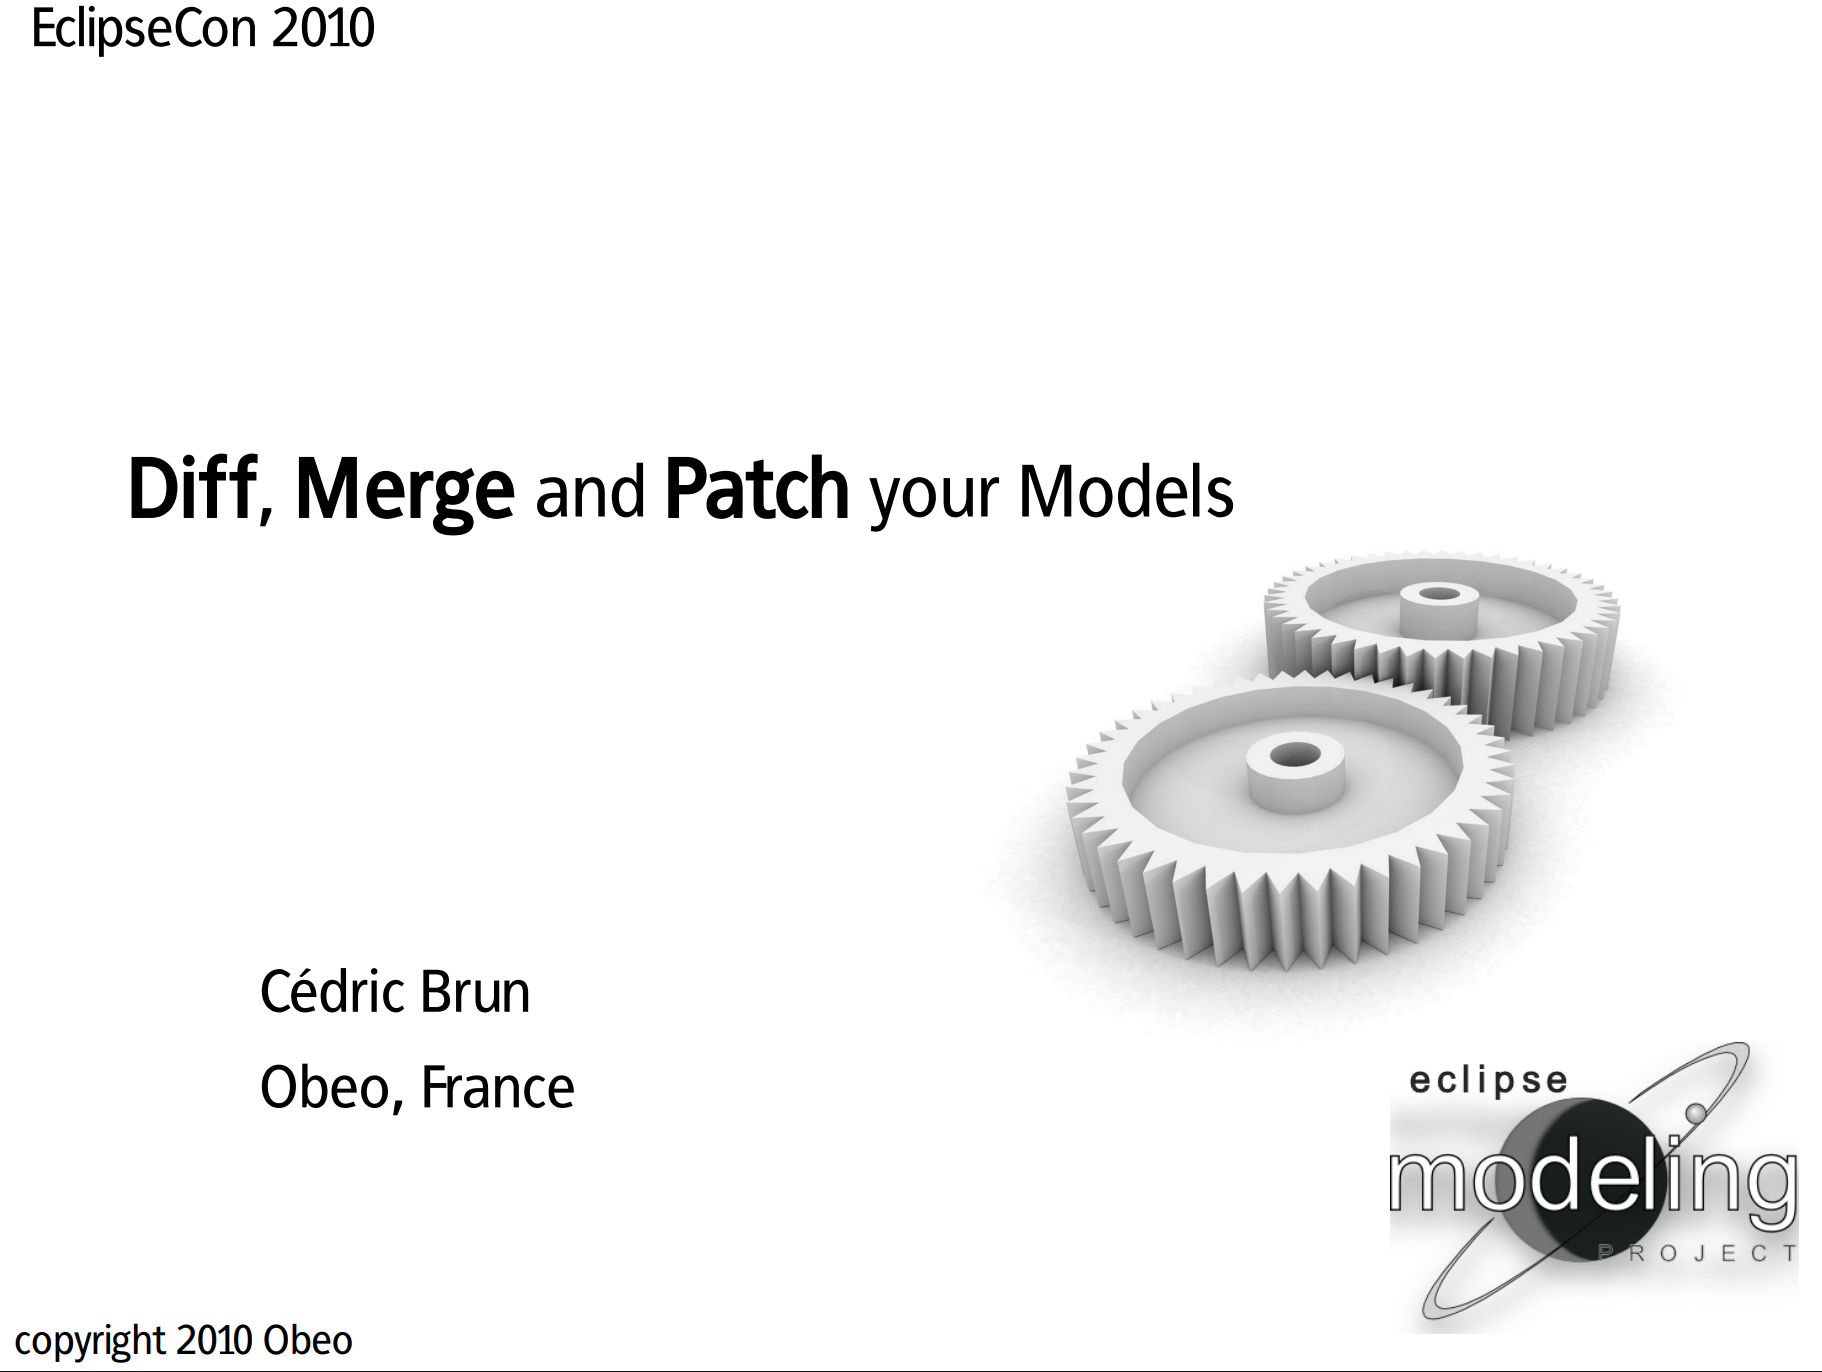 EclipseCon 2010
Diff, Merge and Patch your Models
Cédric Brun
Obeo, France
eclipse
modeling
PROJECT
copyright 2010 Obeo